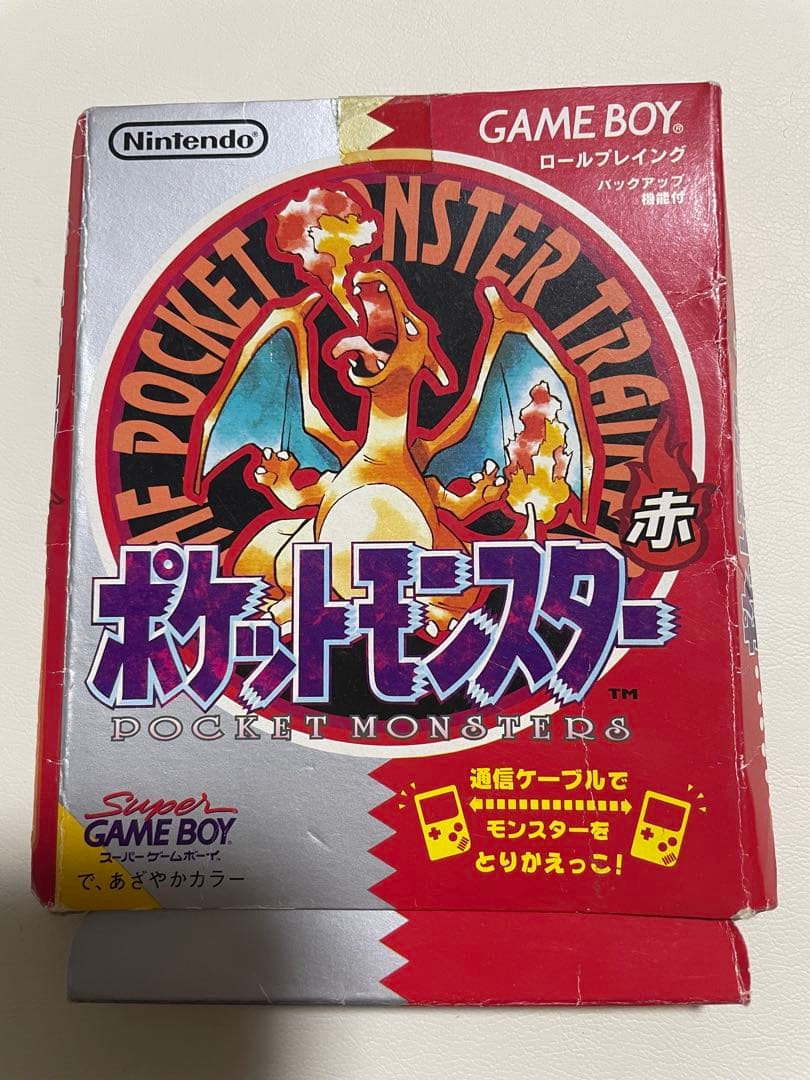 Nintendo®
GAME BOY®
ロールプレイング
バックアップ
機能付
POCKET MONSTER
赤
ポケットモンスター
TM
POCKET MONSTERS
通信ケーブルで
モンスターを
とりかえっこ!
Super
GAME BOY
スーパーゲームボーイ
で、あざやかカラー